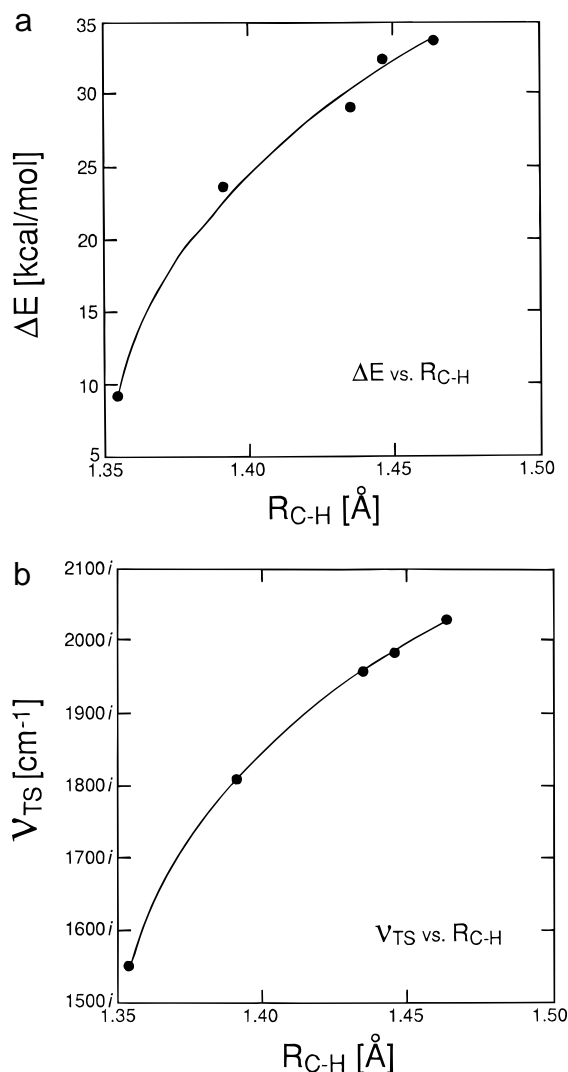 a
35
30
25
20
15
10
5
ΔE [kcal/mol]
ΔE vs. RC-H
1.35 1.40 1.45 1.50
RC-H [Å]
b
2100i
2000i
1900i
1800i
1700i
1600i
1500i
νTS [cm-1]
νTS vs. RC-H
1.35 1.40 1.45 1.50
RC-H [Å]